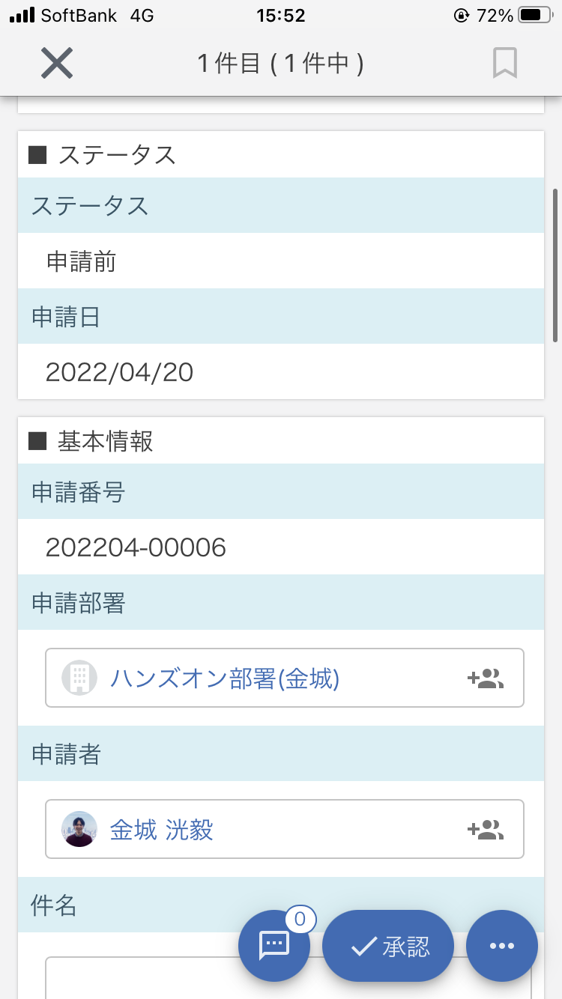 SoftBank 4G 15:52 72%
1件目 ( 1件中 )
■ ステータス
ステータス
申請前
申請日
2022/04/20
■ 基本情報
申請番号
202204-00006
申請部署
ハンズオン部署(金城)
申請者
金城 洸毅
件名
0
承認